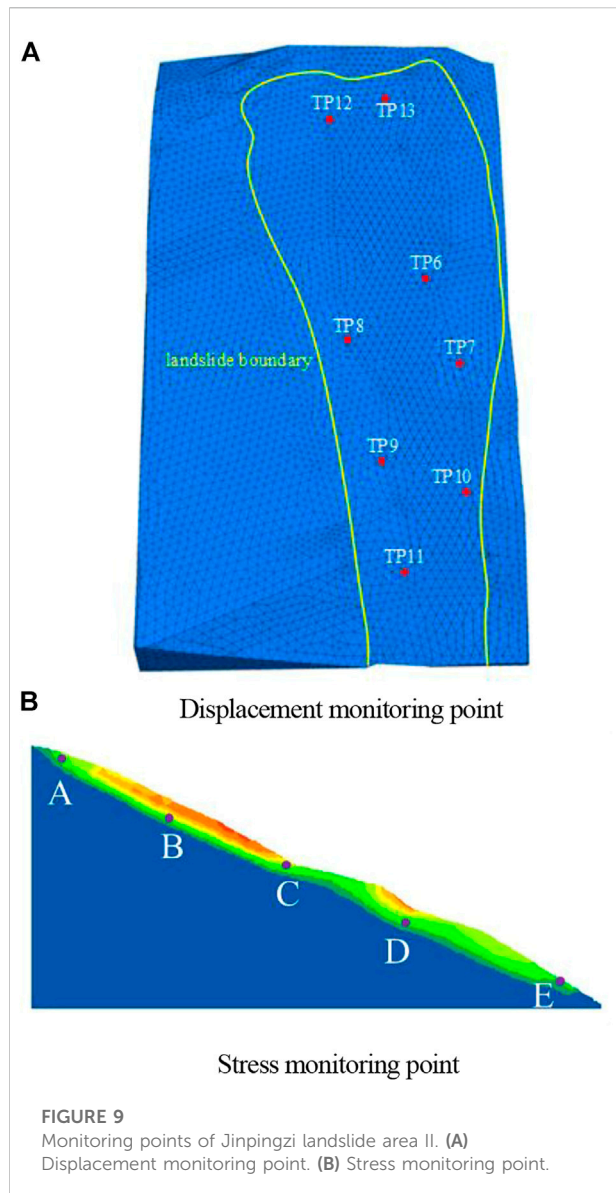 A
TP12
TP13
TP6
TP8
landslide boundary
TP7
TP9
TP10
TP11
Displacement monitoring point
B
A
B
C
D
E
Stress monitoring point
FIGURE 9
Monitoring points of Jinpingzi landslide area II. (A)
Displacement monitoring point. (B) Stress monitoring point.